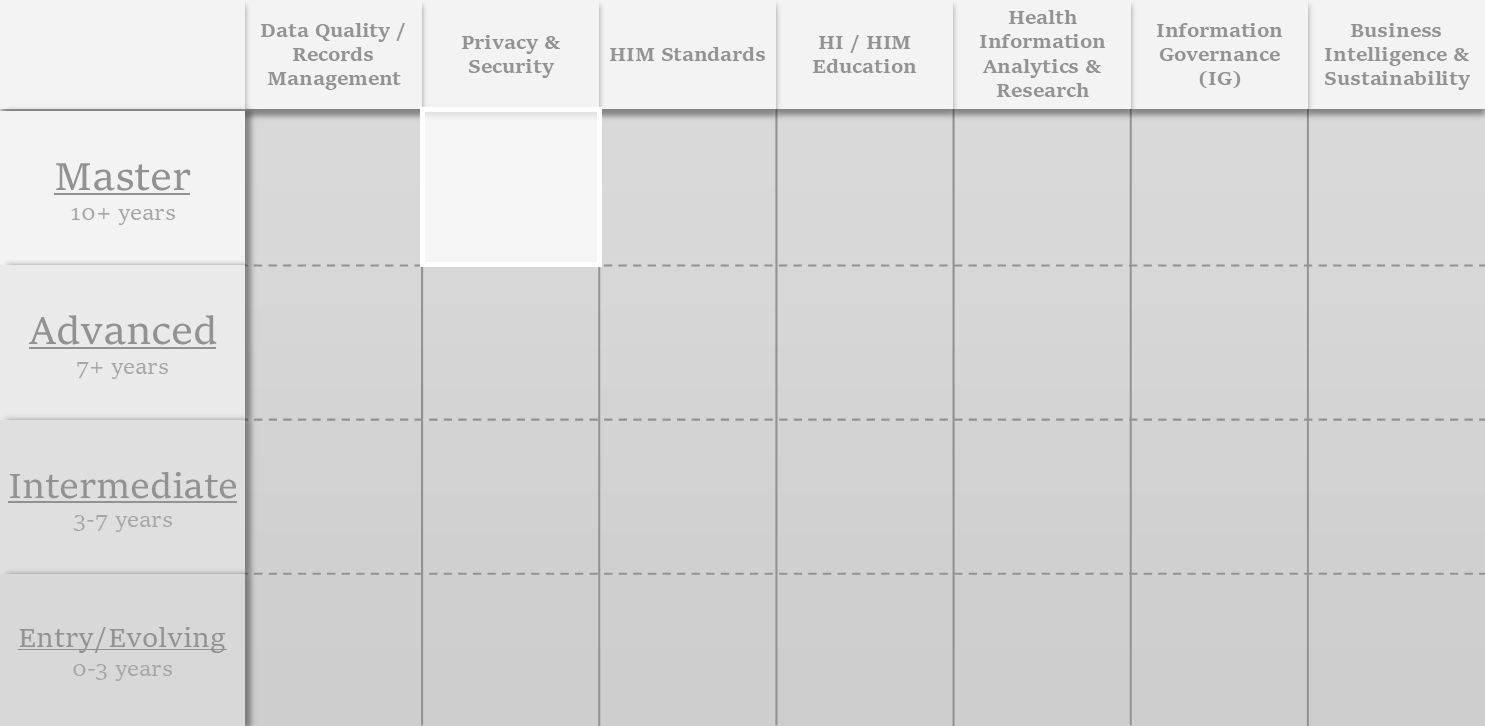 Data Quality /
Records
Management
Privacy &
Security
HIM Standards
HI / HIM
Education
Health
Information
Analytics &
Research
Information
Governance
(IG)
Business
Intelligence &
Sustainability
Master
10+ years
Advanced
7+ years
Intermediate
3-7 years
Entry/Evolving
0-3 years